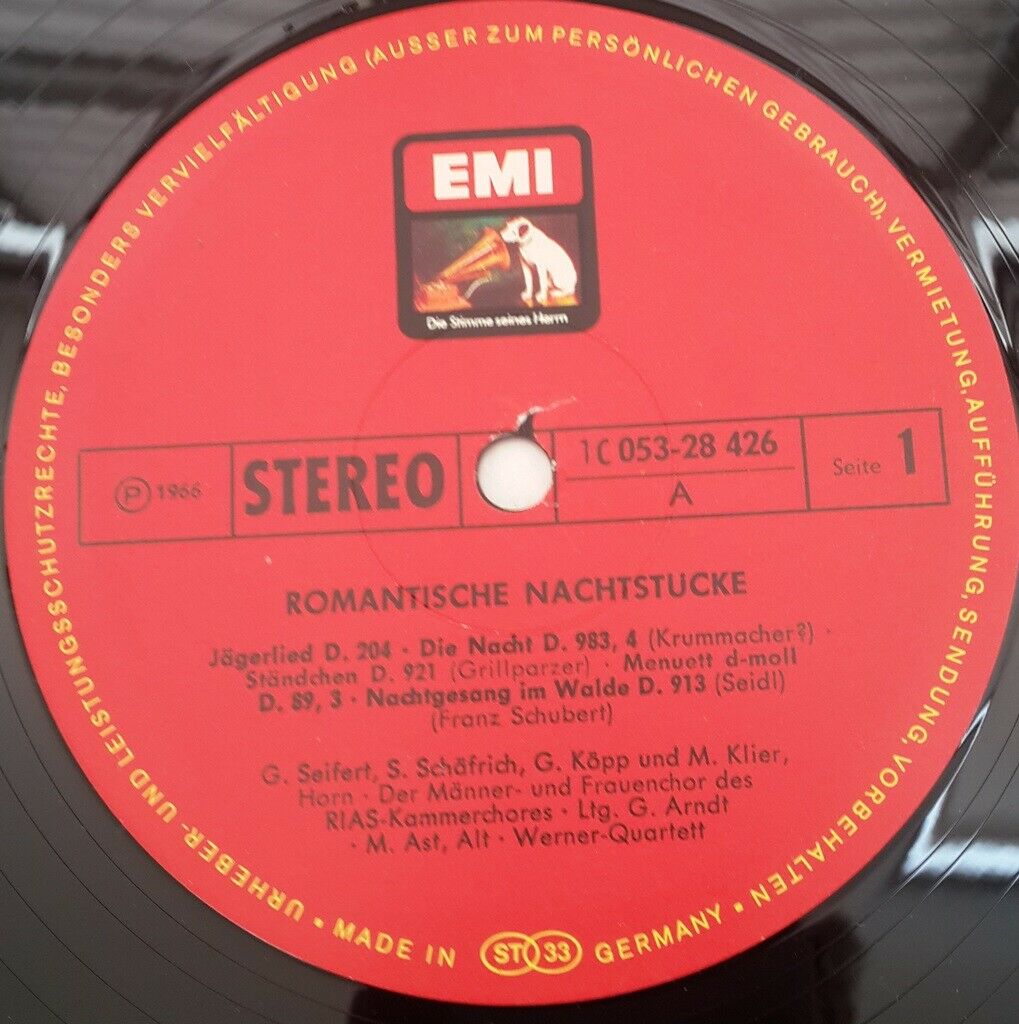 URHEBER- UND LEISTUNGSSCHUTZRECHTE, BESONDERS VERVIELFÄLTIGUNG (AUSSER ZUM PERSÖNLICHEN GEBRAUCH), VERMIETUNG, AUFFÜHRUNG, SENDUNG, VORBEHALTEN •
EMI
Die Stimme seines Herrn
℗ 1966
STEREO
1C 053-28 426
A
Seite 1
ROMANTISCHE NACHTSTUCKE
Jägerlied D. 204 · Die Nacht D. 983, 4 (Krummacher?) ·
Ständchen D. 921 (Grillparzer) · Menuett d-moll
D. 89, 3 · Nachtgesang im Walde D. 913 (Seidl)
(Franz Schubert)
G. Seifert, S. Schäfrich, G. Köpp und M. Klier,
Horn · Der Männer- und Frauenchor des
RIAS-Kammerchores · Ltg. G. Arndt
· M. Ast, Alt · Werner-Quartett
• MADE IN ST 33 GERMANY •